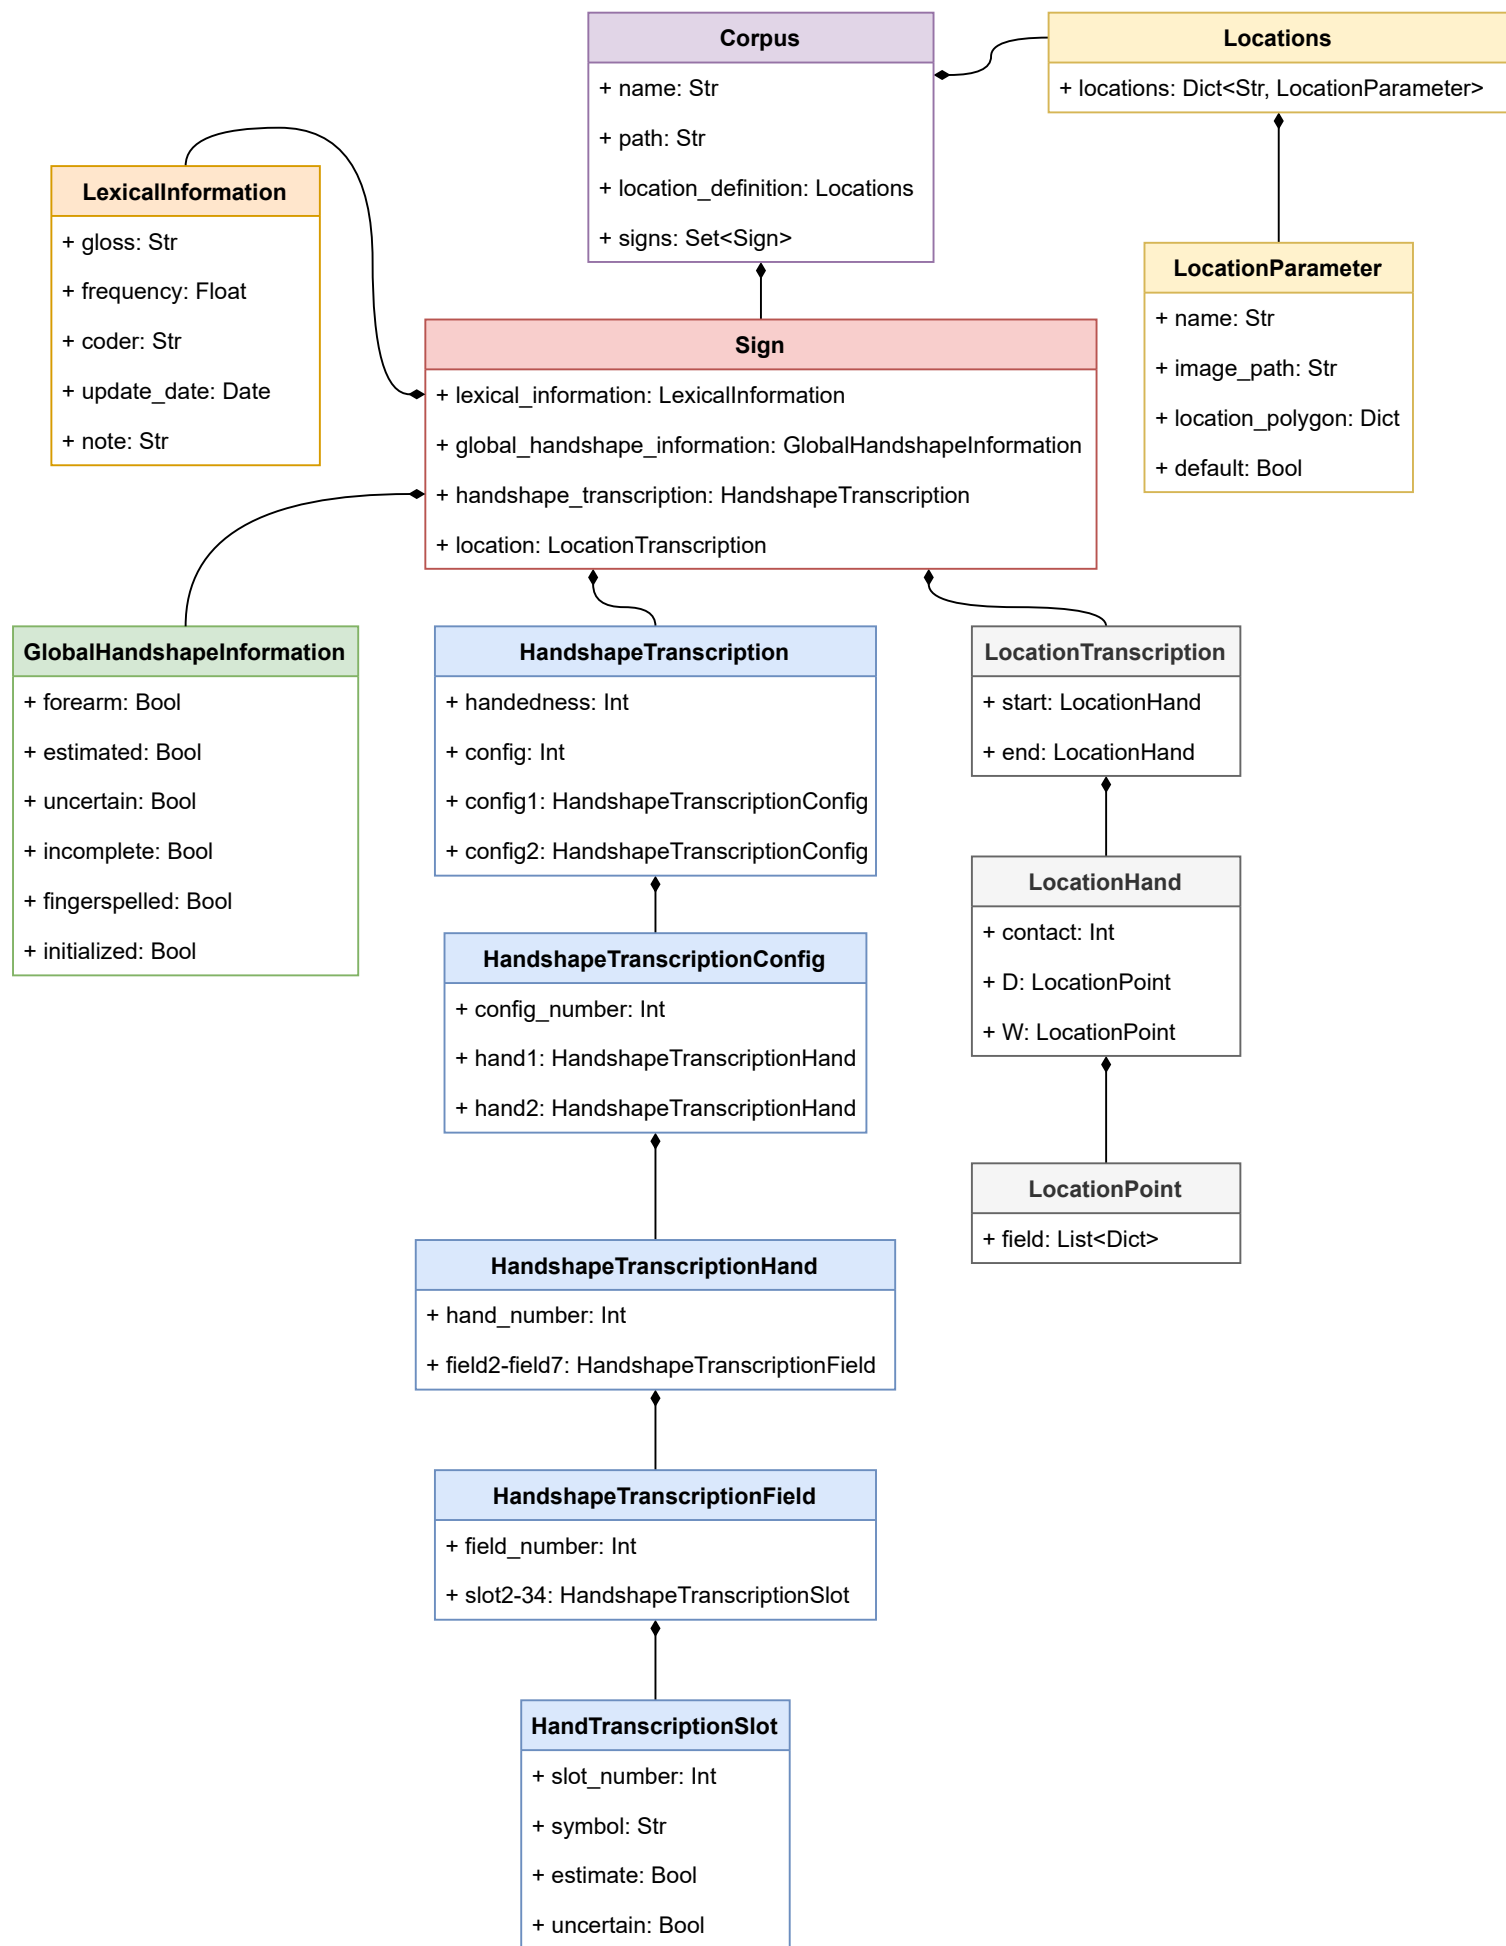 Corpus
+ name: Str
+ path: Str
+ location_definition: Locations
+ signs: Set<Sign>
Locations
+ locations: Dict<Str, LocationParameter>
LexicalInformation
+ gloss: Str
+ frequency: Float
+ coder: Str
+ update_date: Date
+ note: Str
LocationParameter
+ name: Str
+ image_path: Str
+ location_polygon: Dict
+ default: Bool
Sign
+ lexical_information: LexicalInformation
+ global_handshape_information: GlobalHandshapeInformation
+ handshape_transcription: HandshapeTranscription
+ location: LocationTranscription
GlobalHandshapeInformation
+ forearm: Bool
+ estimated: Bool
+ uncertain: Bool
+ incomplete: Bool
+ fingerspelled: Bool
+ initialized: Bool
HandshapeTranscription
+ handedness: Int
+ config: Int
+ config1: HandshapeTranscriptionConfig
+ config2: HandshapeTranscriptionConfig
LocationTranscription
+ start: LocationHand
+ end: LocationHand
LocationHand
+ contact: Int
+ D: LocationPoint
+ W: LocationPoint
HandshapeTranscriptionConfig
+ config_number: Int
+ hand1: HandshapeTranscriptionHand
+ hand2: HandshapeTranscriptionHand
LocationPoint
+ field: List<Dict>
HandshapeTranscriptionHand
+ hand_number: Int
+ field2-field7: HandshapeTranscriptionField
HandshapeTranscriptionField
+ field_number: Int
+ slot2-34: HandshapeTranscriptionSlot
HandTranscriptionSlot
+ slot_number: Int
+ symbol: Str
+ estimate: Bool
+ uncertain: Bool